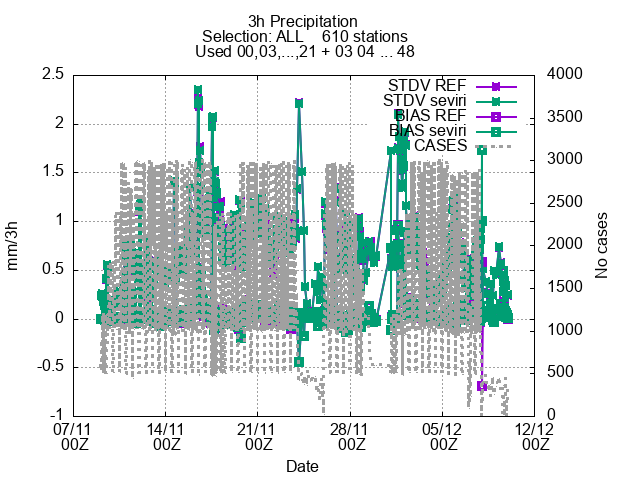 3h Precipitation
Selection: ALL 610 stations
Used 00,03,...,21 + 03 04 ... 48
2.5
2
1.5
1
0.5
0
-0.5
-1
4000
3500
3000
2500
2000
1500
1000
500
0
STDV REF
STDV seviri
BIAS REF
BIAS seviri
CASES
mm/3h
No cases
07/11 14/11 21/11 28/11 05/12 12/12
00Z 00Z 00Z 00Z 00Z 00Z
Date